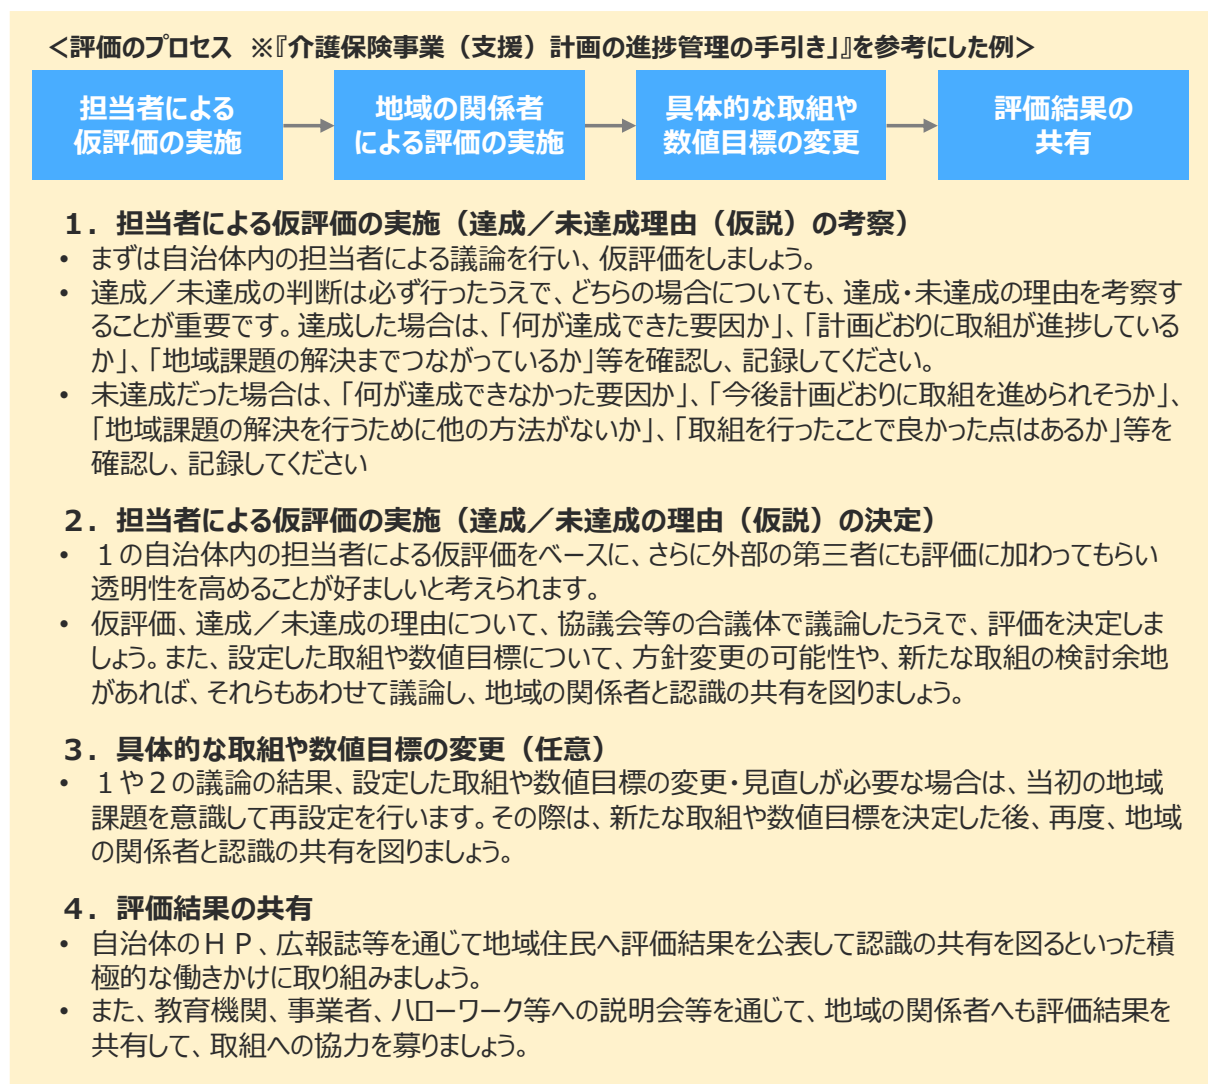 ＜評価のプロセス　※『介護保険事業（支援）計画の進捗管理の手引き」』を参考にした例＞
担当者による
仮評価の実施
地域の関係者
による評価の実施
具体的な取組や
数値目標の変更
評価結果の
共有
１．担当者による仮評価の実施（達成／未達成理由（仮説）の考察）
• まずは自治体内の担当者による議論を行い、仮評価をしましょう。
• 達成／未達成の判断は必ず行ったうえで、どちらの場合についても、達成・未達成の理由を考察す
ることが重要です。達成した場合は、「何が達成できた要因か」、「計画どおりに取組が進捗している
か」、「地域課題の解決までつながっているか」等を確認し、記録してください。
• 未達成だった場合は、「何が達成できなかった要因か」、「今後計画どおりに取組を進められそうか」、
「地域課題の解決を行うために他の方法がないか」、「取組を行ったことで良かった点はあるか」等を
確認し、記録してください
２．担当者による仮評価の実施（達成／未達成の理由（仮説）の決定）
• １の自治体内の担当者による仮評価をベースに、さらに外部の第三者にも評価に加わってもらい
透明性を高めることが好ましいと考えられます。
• 仮評価、達成／未達成の理由について、協議会等の合議体で議論したうえで、評価を決定しま
しょう。また、設定した取組や数値目標について、方針変更の可能性や、新たな取組の検討余地
があれば、それらもあわせて議論し、地域の関係者と認識の共有を図りましょう。
３．具体的な取組や数値目標の変更（任意）
• １や２の議論の結果、設定した取組や数値目標の変更・見直しが必要な場合は、当初の地域
課題を意識して再設定を行います。その際は、新たな取組や数値目標を決定した後、再度、地域
の関係者と認識の共有を図りましょう。
４．評価結果の共有
• 自治体のＨＰ、広報誌等を通じて地域住民へ評価結果を公表して認識の共有を図るといった積
極的な働きかけに取り組みましょう。
• また、教育機関、事業者、ハローワーク等への説明会等を通じて、地域の関係者へも評価結果を
共有して、取組への協力を募りましょう。